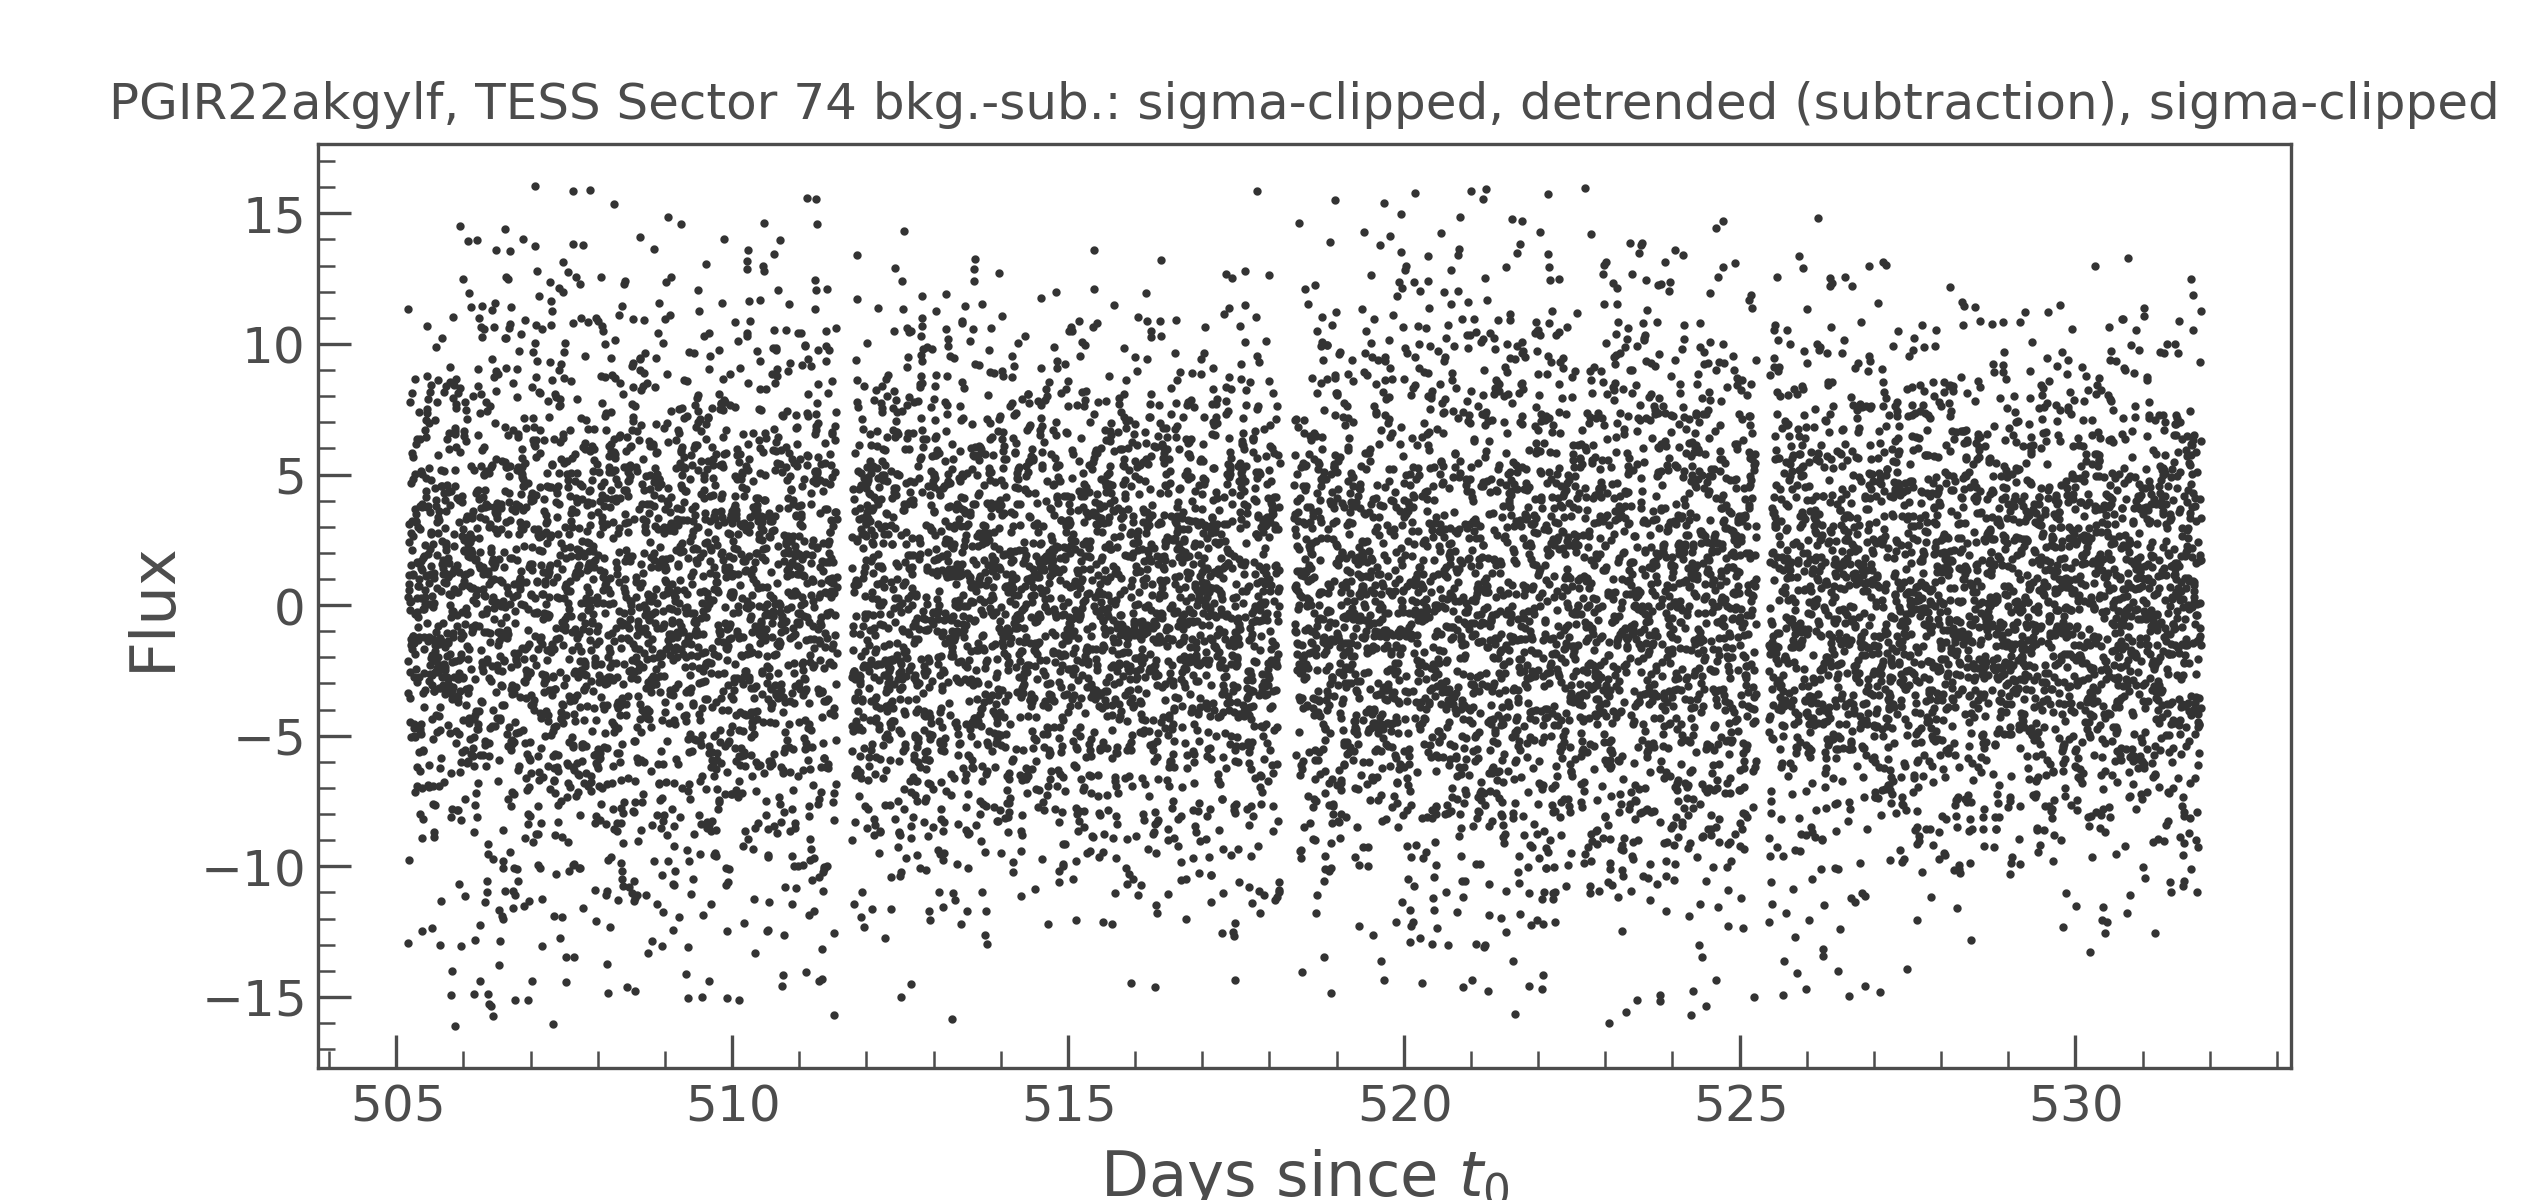 PGIR22akgylf, TESS Sector 74 bkg.-sub.: sigma-clipped, detrended (subtraction), sigma-clipped
15
10
5
0
−5
−10
−15
Flux
505 510 515 520 525 530
Days since t₀